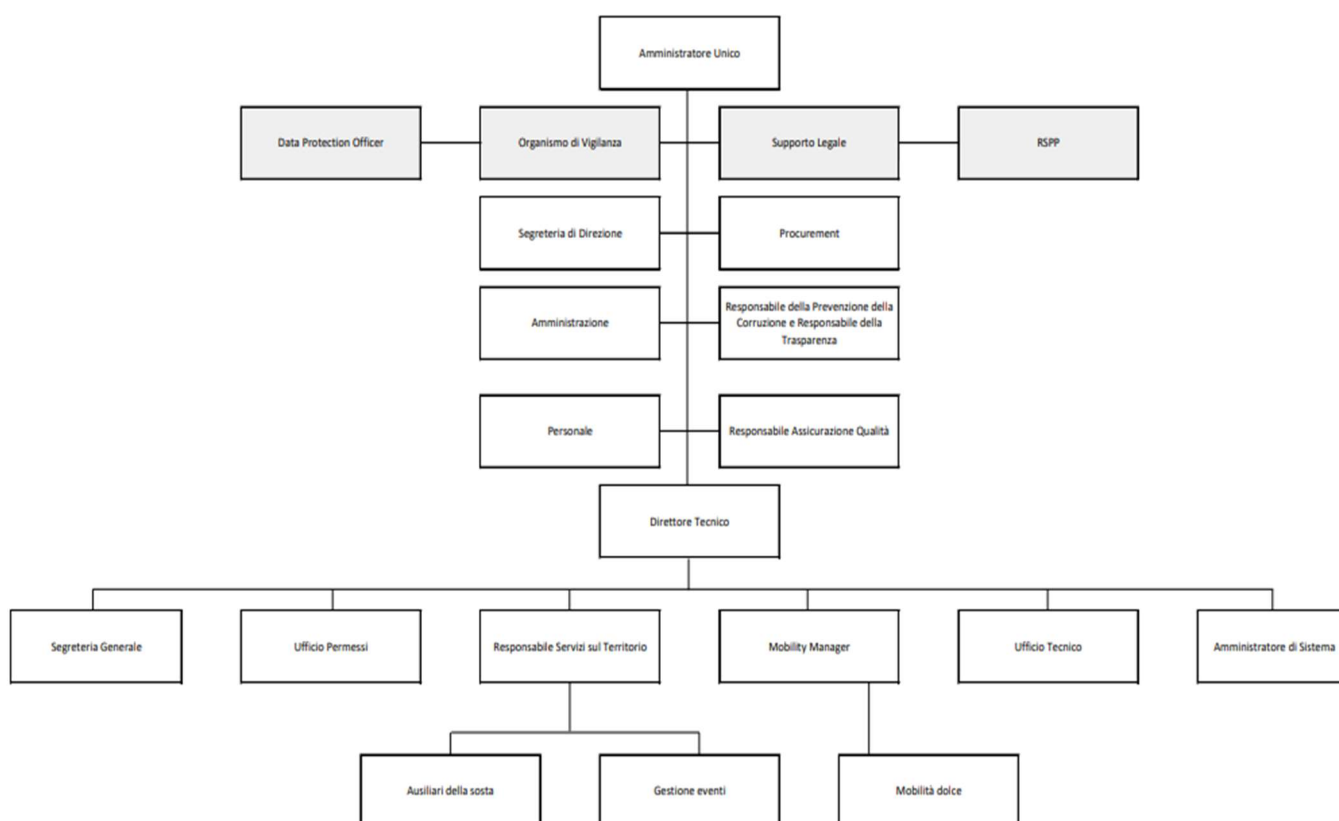 Amministratore Unico
Data Protection Officer
Organismo di Vigilanza
Supporto Legale
RSPP
Segreteria di Direzione
Procurement
Amministrazione
Responsabile della Prevenzione della
Corruzione e Responsabile della
Trasparenza
Personale
Responsabile Assicurazione Qualità
Direttore Tecnico
Segreteria Generale
Ufficio Permessi
Responsabile Servizi sul Territorio
Mobility Manager
Ufficio Tecnico
Amministratore di Sistema
Ausiliari della sosta
Gestione eventi
Mobilità dolce